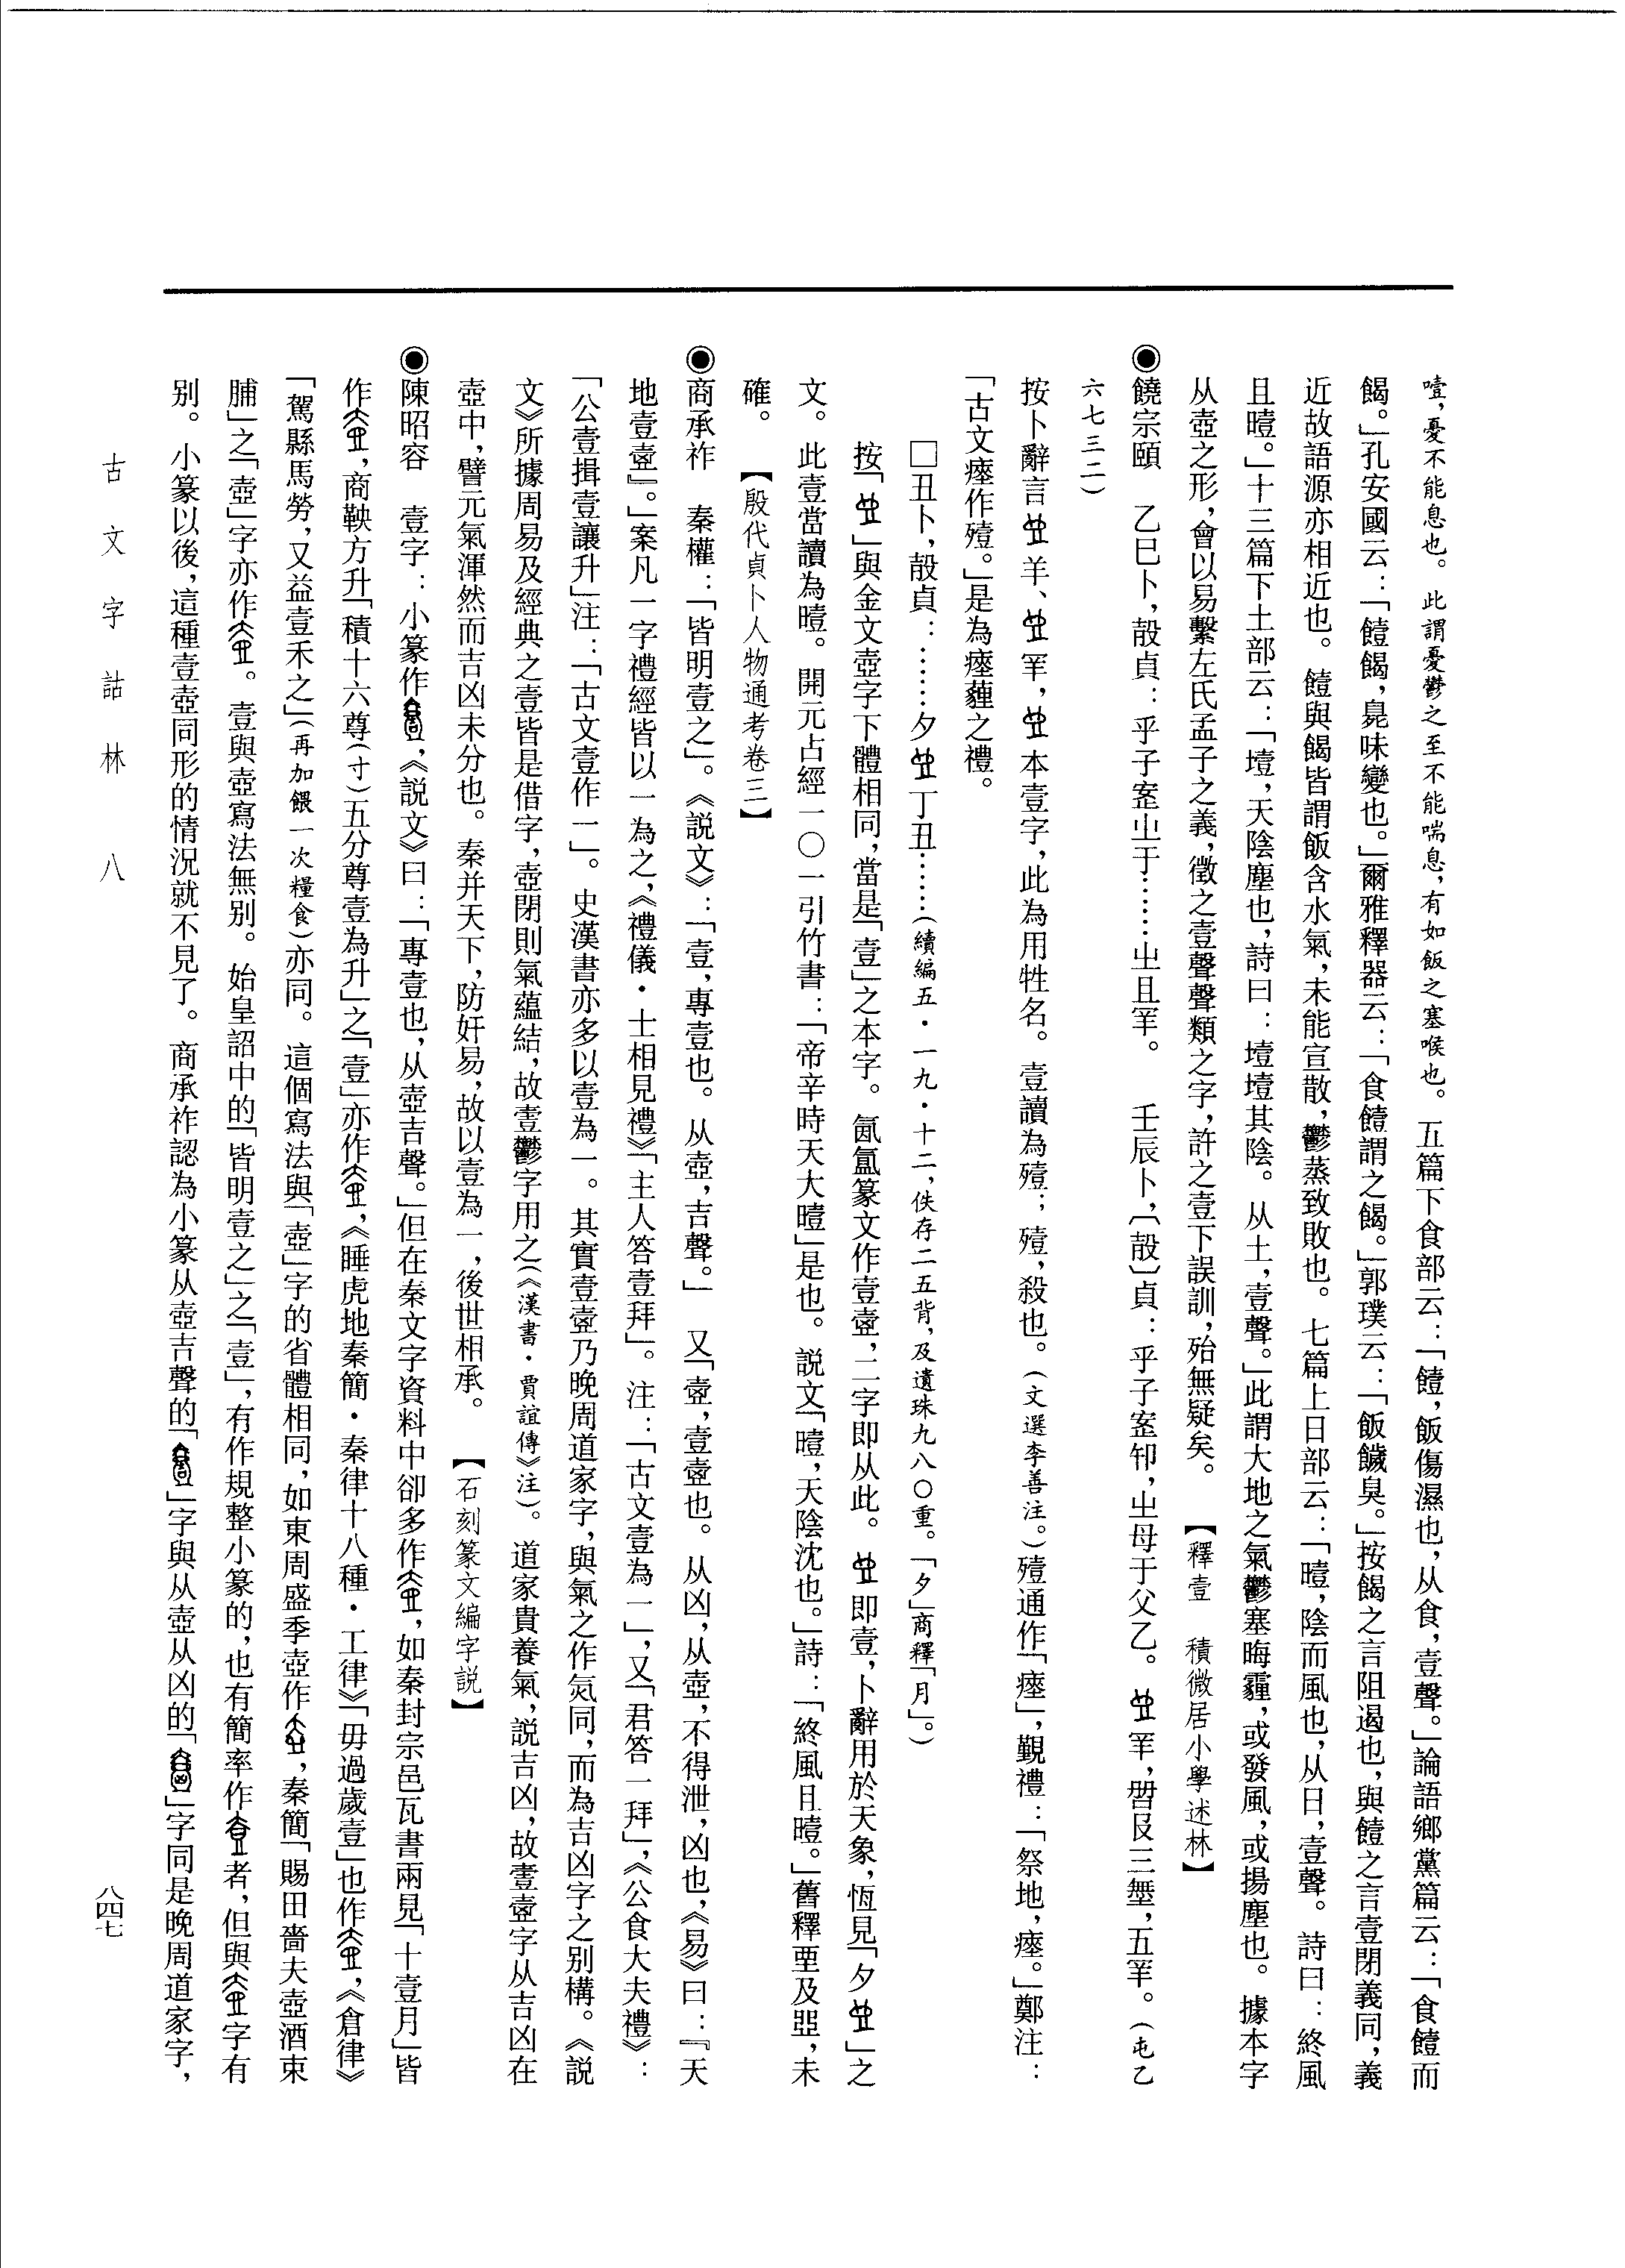 噎，憂不能息也。此謂憂鬱之至不能喘息，有如飯之塞喉也。五篇下食部云：「饐，飯傷濕也，从食，壹聲。」論語鄉黨篇云：「食饐而
餲。」孔安國云：「饐餲，臭味變也。」爾雅釋器云：「食饐謂之餲。」郭璞云：「飯饖臭。」按餲之言阻遏也，與饐之言壹閉義同，義
近故語源亦相近也。饐與餲皆謂飯含水氣，未能宣散，鬱蒸致敗也。七篇上日部云：「曀，陰而風也，从日，壹聲。詩曰：終風
且曀。」十三篇下土部云：「墰，天陰塵也，詩曰：墰墰其陰。从土，壹聲。」此謂大地之氣鬱塞晦霾，或發風，或揚塵也。據本字
从壺之形，會以易繫左氏孟子之義，徵之壹聲聲類之字，許之壹下誤訓，殆無疑矣。【釋壹 積微居小學述林】
◉饒宗頤 乙巳卜，㱿貞：乎子㞢于……㞢且䍩。 壬辰卜，〔㱿〕貞：乎子㞢母于父乙。䍩，三，五䍩。（屯乙
六七三二）
按卜辭言羊、䍩，本壹字，此為用牲名。壹讀為殪；殪，殺也。（文選李善注。）殪通作「瘞」，覲禮：「祭地，瘞。」鄭注：
「古文瘞作殪。」是為瘞薶之禮。
□丑卜，㱿貞：……夕丁丑……（續編五·一九·十二，佚存二五背，及遺珠九八〇重。「夕」商釋「月」。）
按「」與金文壺字下體相同，當是「壹」之本字。氤氳篆文作壹壺，二字即从此。即壹，卜辭用於天象，恆見「夕」之
文。此壹當讀為曀。開元占經一〇一引竹書：「帝辛時天大曀」是也。説文「曀，天陰沈也。」詩：「終風且曀。」舊釋及，未
確。 【殷代貞卜人物通考卷三】
◉商承祚 秦權：「皆明壹之」。《説文》：「壹，專壹也。从壺，吉聲。」 又「壼，壹壼也。从凶，从壺，不得泄，凶也，《易》曰：『天
地壹壼』。」案凡一字禮經皆以一為之，《禮儀·士相見禮》「主人答壹拜」。注：「古文壹為一」，又「君答一拜」，《公食大夫禮》：
「公壹揖壹讓升」注：「古文壹作一」。史漢書亦多以壹為一。其實壹壼乃晚周道家字，與氣之作炁同，而為吉凶字之別構。《説
文》所據周易及經典之壹皆是借字，壺閉則氣藴結，故壹鬱字用之（《漢書·賈誼傳》注）。道家貴養氣，説吉凶，故壹壼字从吉凶在
壺中，譬元氣渾然而吉凶未分也。秦并天下，防奸易，故以壹為一，後世相承。 【石刻篆文編字説】
◉陳昭容 壹字：小篆作，《説文》曰：「專壹也，从壺吉聲。」但在秦文字資料中卻多作，如秦封宗邑瓦書兩見「十壹月」皆
作，商鞅方升「積十六尊（寸）五分尊壹為升」之「壹」亦作，《睡虎地秦簡·秦律十八種·工律》「毋過歲壹」也作，《倉律》
「駕縣馬勞，又益壹禾之」（再加餵一次糧食）亦同。這個寫法與「壺」字的省體相同，如東周盛季壺作，秦簡「賜田嗇夫壺酒束
脯」之「壺」字亦作。壹與壺寫法無別。始皇詔中的「皆明壹之」之「壹」，有作規整小篆的，也有簡率作者，但與字有
別。小篆以後，這種壹壺同形的情況就不見了。商承祚認為小篆从壺吉聲的「」字與从壺从凶的「」字同是晚周道家字，
古文字詁林 八
八四七